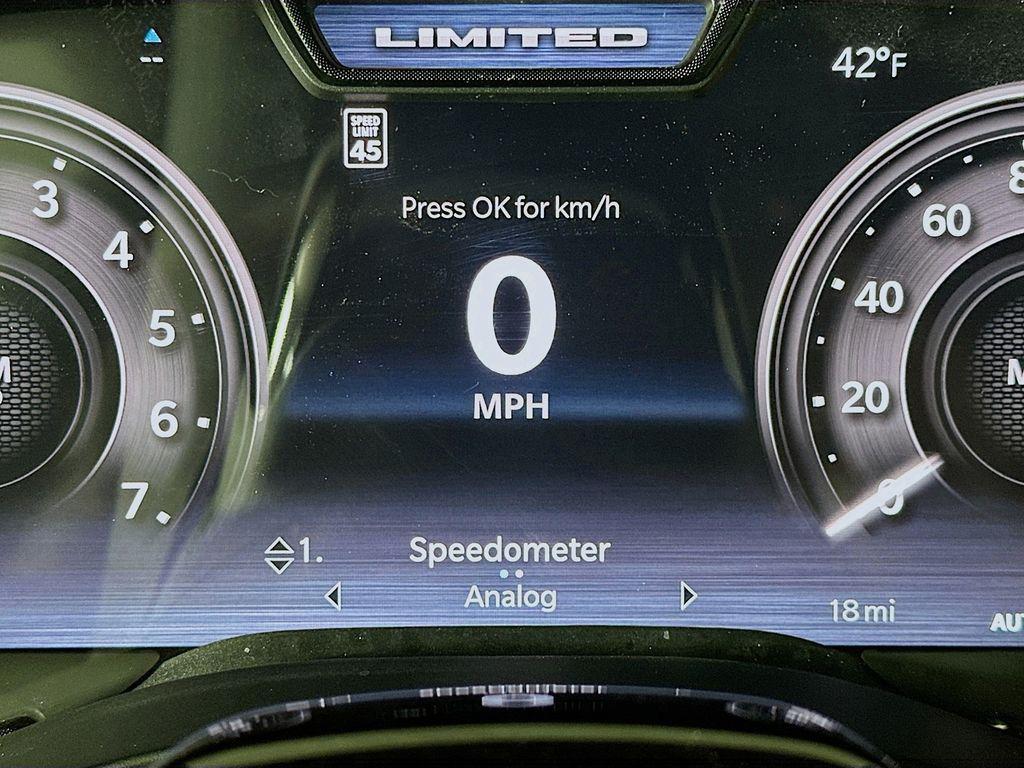 LIMITED
--
42°F
SPEED
LIMIT
45
Press OK for km/h
0
MPH
3
4
5
6
7
60
40
20
0
1.
Speedometer
Analog
18 mi